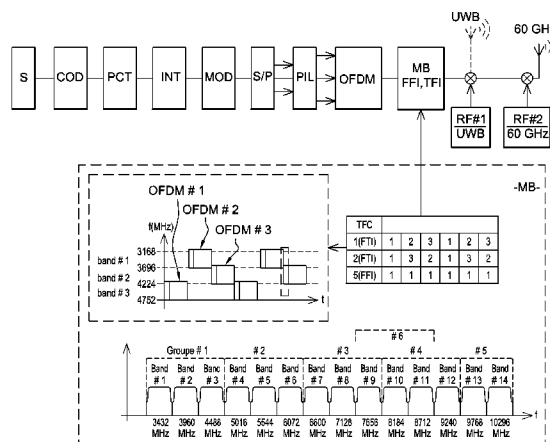 UWB
60 GH
S
COD
PCT
INT
MOD
S/P
PIL
OFDM
MB
FFI,TFI
RF#1
UWB
RF#2
60 GHz
-MB-
OFDM # 1
OFDM # 2
OFDM # 3
f(MHz)
3168
band # 1
3696
band # 2
4224
band # 3
4752
t
TFC
1(FTI) 1 2 3 1 2 3
2(FTI) 1 3 2 1 3 2
5(FFI) 1 1 1 1 1 1
# 6
Groupe # 1 # 2 # 3 # 4 # 5
Band Band Band Band Band Band Band Band Band Band Band Band Band Band
# 1 # 2 # 3 # 4 # 5 # 6 # 7 # 8 # 9 # 10 # 11 # 12 # 13 # 14
f
3432 3960 4488 5016 5544 6072 6600 7128 7656 8184 8712 9240 9768 10296
MHz MHz MHz MHz MHz MHz MHz MHz MHz MHz MHz MHz MHz MHz